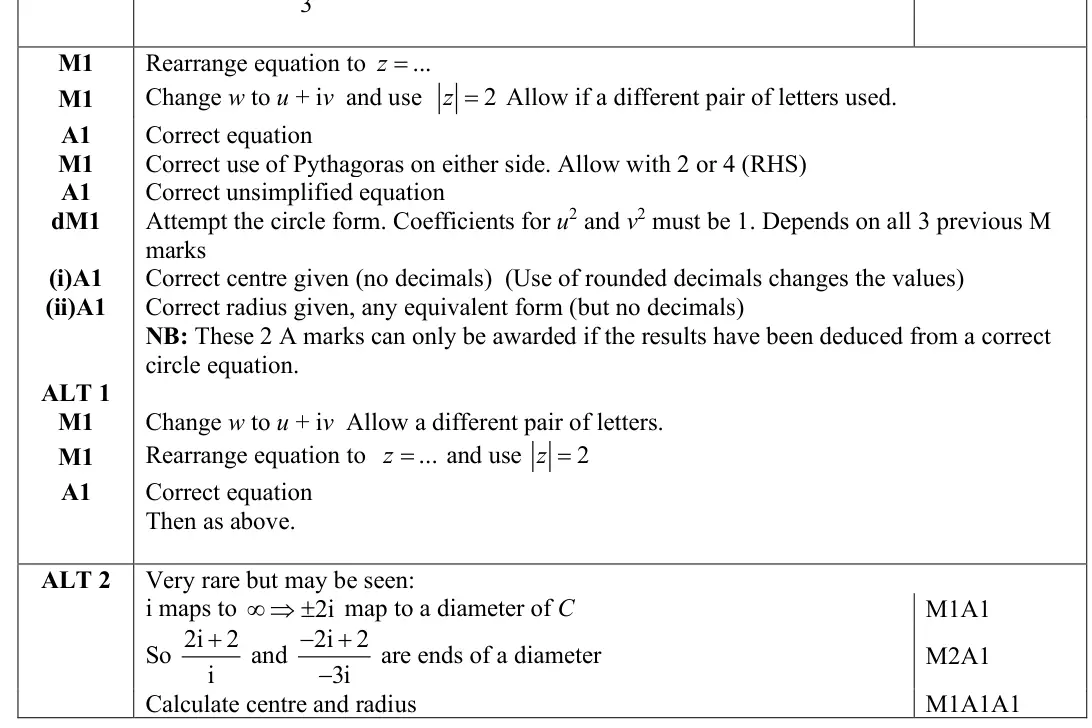 3
M1 Rearrange equation to z = ...
M1 Change w to u + iv and use |z| = 2 Allow if a different pair of letters used.
A1 Correct equation
M1 Correct use of Pythagoras on either side. Allow with 2 or 4 (RHS)
A1 Correct unsimplified equation
dM1 Attempt the circle form. Coefficients for u² and v² must be 1. Depends on all 3 previous M
marks
(i)A1 Correct centre given (no decimals) (Use of rounded decimals changes the values)
(ii)A1 Correct radius given, any equivalent form (but no decimals)
NB: These 2 A marks can only be awarded if the results have been deduced from a correct
circle equation.
ALT 1
M1 Change w to u + iv Allow a different pair of letters.
M1 Rearrange equation to z = ... and use |z| = 2
A1 Correct equation
Then as above.
ALT 2 Very rare but may be seen:
i maps to ∞ ⇒ ±2i map to a diameter of C M1A1
So (2i + 2)/i and (−2i + 2)/(−3i) are ends of a diameter M2A1
Calculate centre and radius M1A1A1